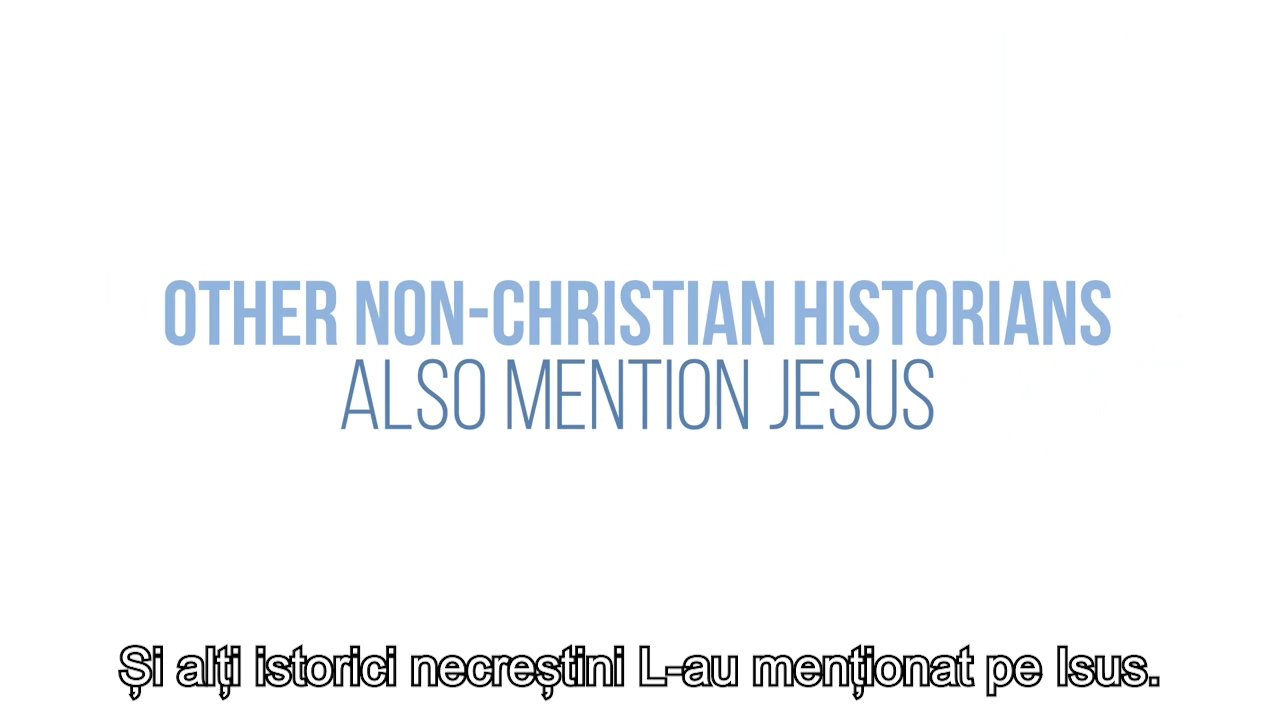 OTHER NON-CHRISTIAN HISTORIANS
ALSO MENTION JESUS
Și alți istorici necreștini L-au menționat pe Isus.